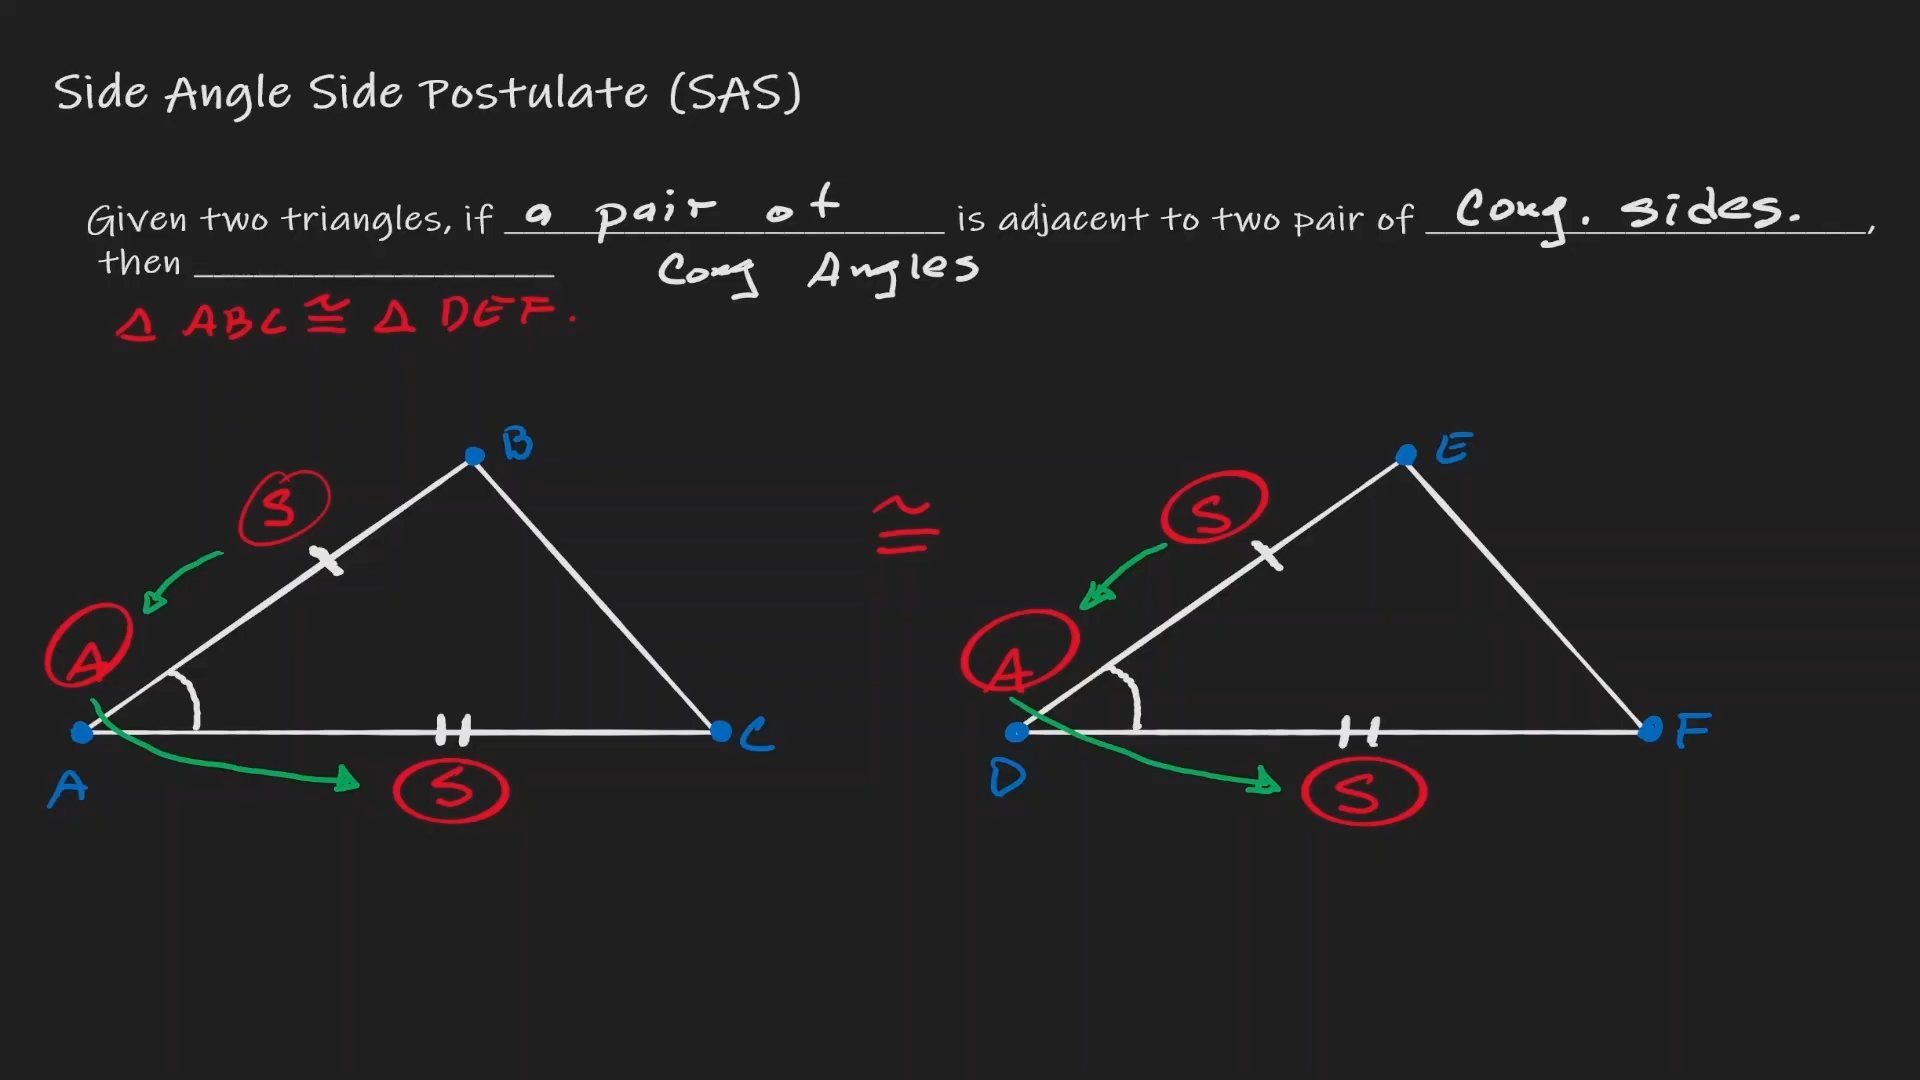 Side Angle Side Postulate (SAS)
Given two triangles, if a pair of is adjacent to two pair of Cong. sides.,
then Cong Angles
Δ ABC ≅ Δ DEF.
B
E
S
≅
S
A
A
C
F
A
S
D
S